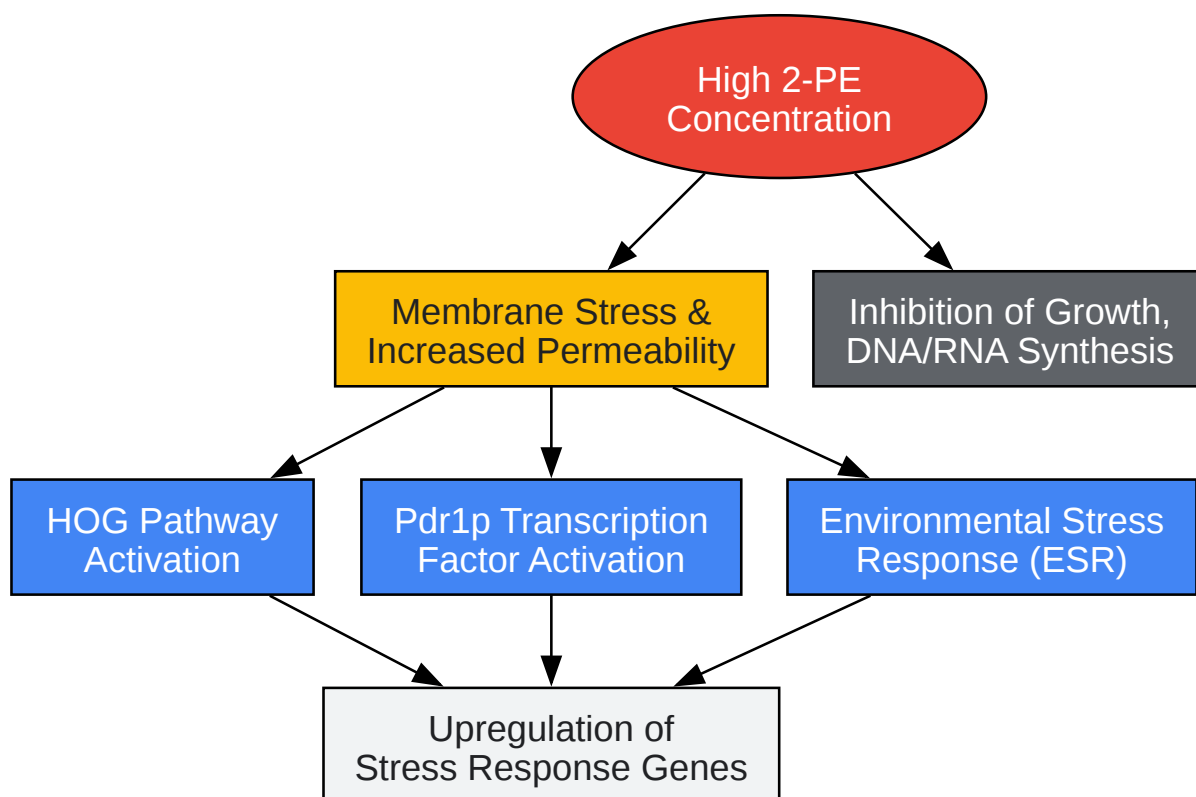 High 2-PE
Concentration
Membrane Stress &
Increased Permeability
Inhibition of Growth,
DNA/RNA Synthesis
HOG Pathway
Activation
Pdr1p Transcription
Factor Activation
Environmental Stress
Response (ESR)
Upregulation of
Stress Response Genes